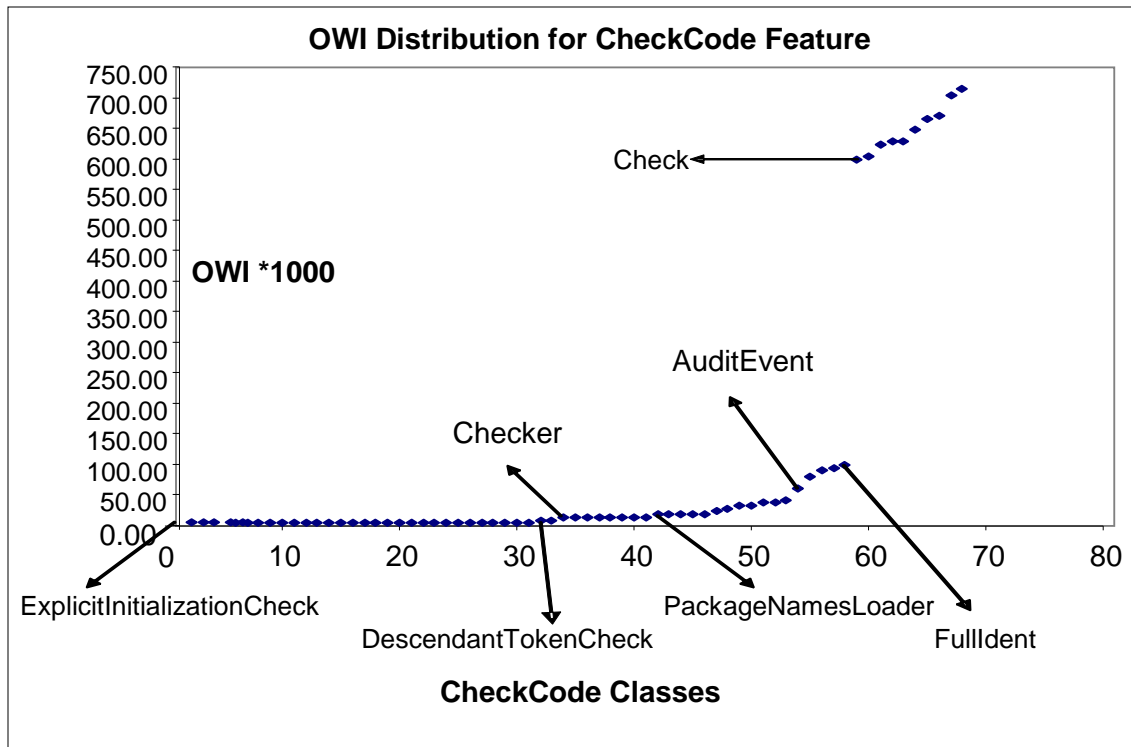 OWI Distribution for CheckCode Feature
750.00
700.00
650.00
600.00
550.00
500.00
450.00
400.00
350.00
300.00
250.00
200.00
150.00
100.00
50.00
0.00
Check
OWI *1000
AuditEvent
Checker
0 10 20 30 40 50 60 70 80
ExplicitInitializationCheck
PackageNamesLoader
DescendantTokenCheck
FullIdent
CheckCode Classes